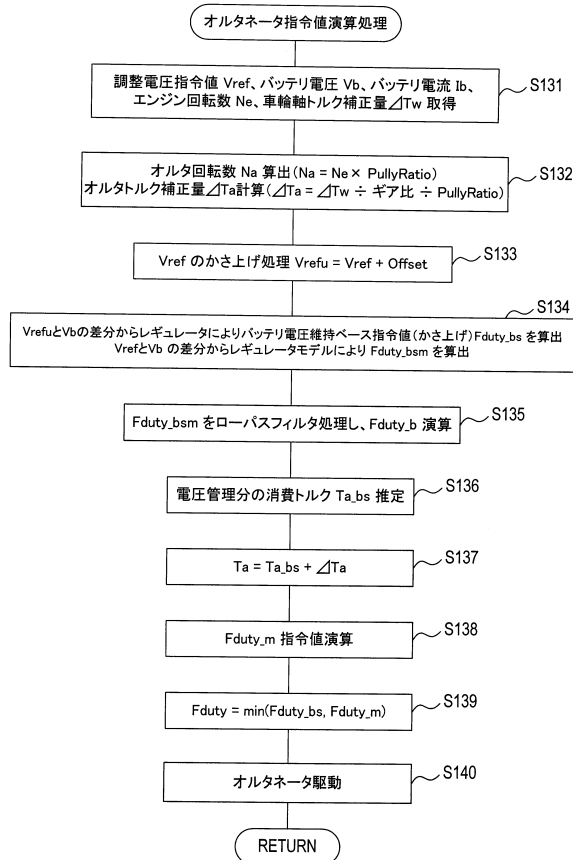 オルタネータ指令値演算処理
調整電圧指令値 Vref、バッテリ電圧 Vb、バッテリ電流 Ib、
エンジン回転数 Ne、車輪軸トルク補正量⊿Tw 取得
S131
オルタ回転数 Na 算出(Na = Ne × PullyRatio)
オルタトルク補正量⊿Ta計算(⊿Ta = ⊿Tw ÷ ギア比 ÷ PullyRatio)
S132
Vref のかさ上げ処理 Vrefu = Vref + Offset
S133
S134
VrefuとVbの差分からレギュレータによりバッテリ電圧維持ベース指令値(かさ上げ)Fduty_bs を算出
VrefとVb の差分からレギュレータモデルにより Fduty_bsm を算出
Fduty_bsm をローパスフィルタ処理し、Fduty_b 演算
S135
電圧管理分の消費トルク Ta_bs 推定
S136
Ta = Ta_bs + ⊿Ta
S137
Fduty_m 指令値演算
S138
Fduty = min(Fduty_bs, Fduty_m)
S139
オルタネータ駆動
S140
RETURN